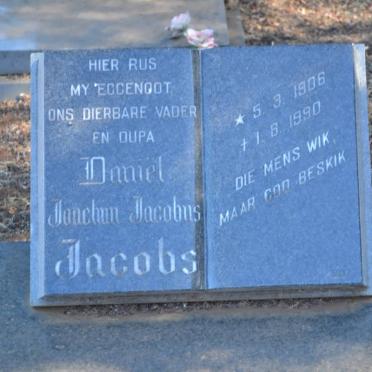 HIER RUS
MY EGGENOOT
ONS DIERBARE VADER
EN OUPA
Daniel
Joachim Jacobus
Jacobs
* 5.3.1906
† 1.8.1990
DIE MENS WIK,
MAAR GOD BESKIK